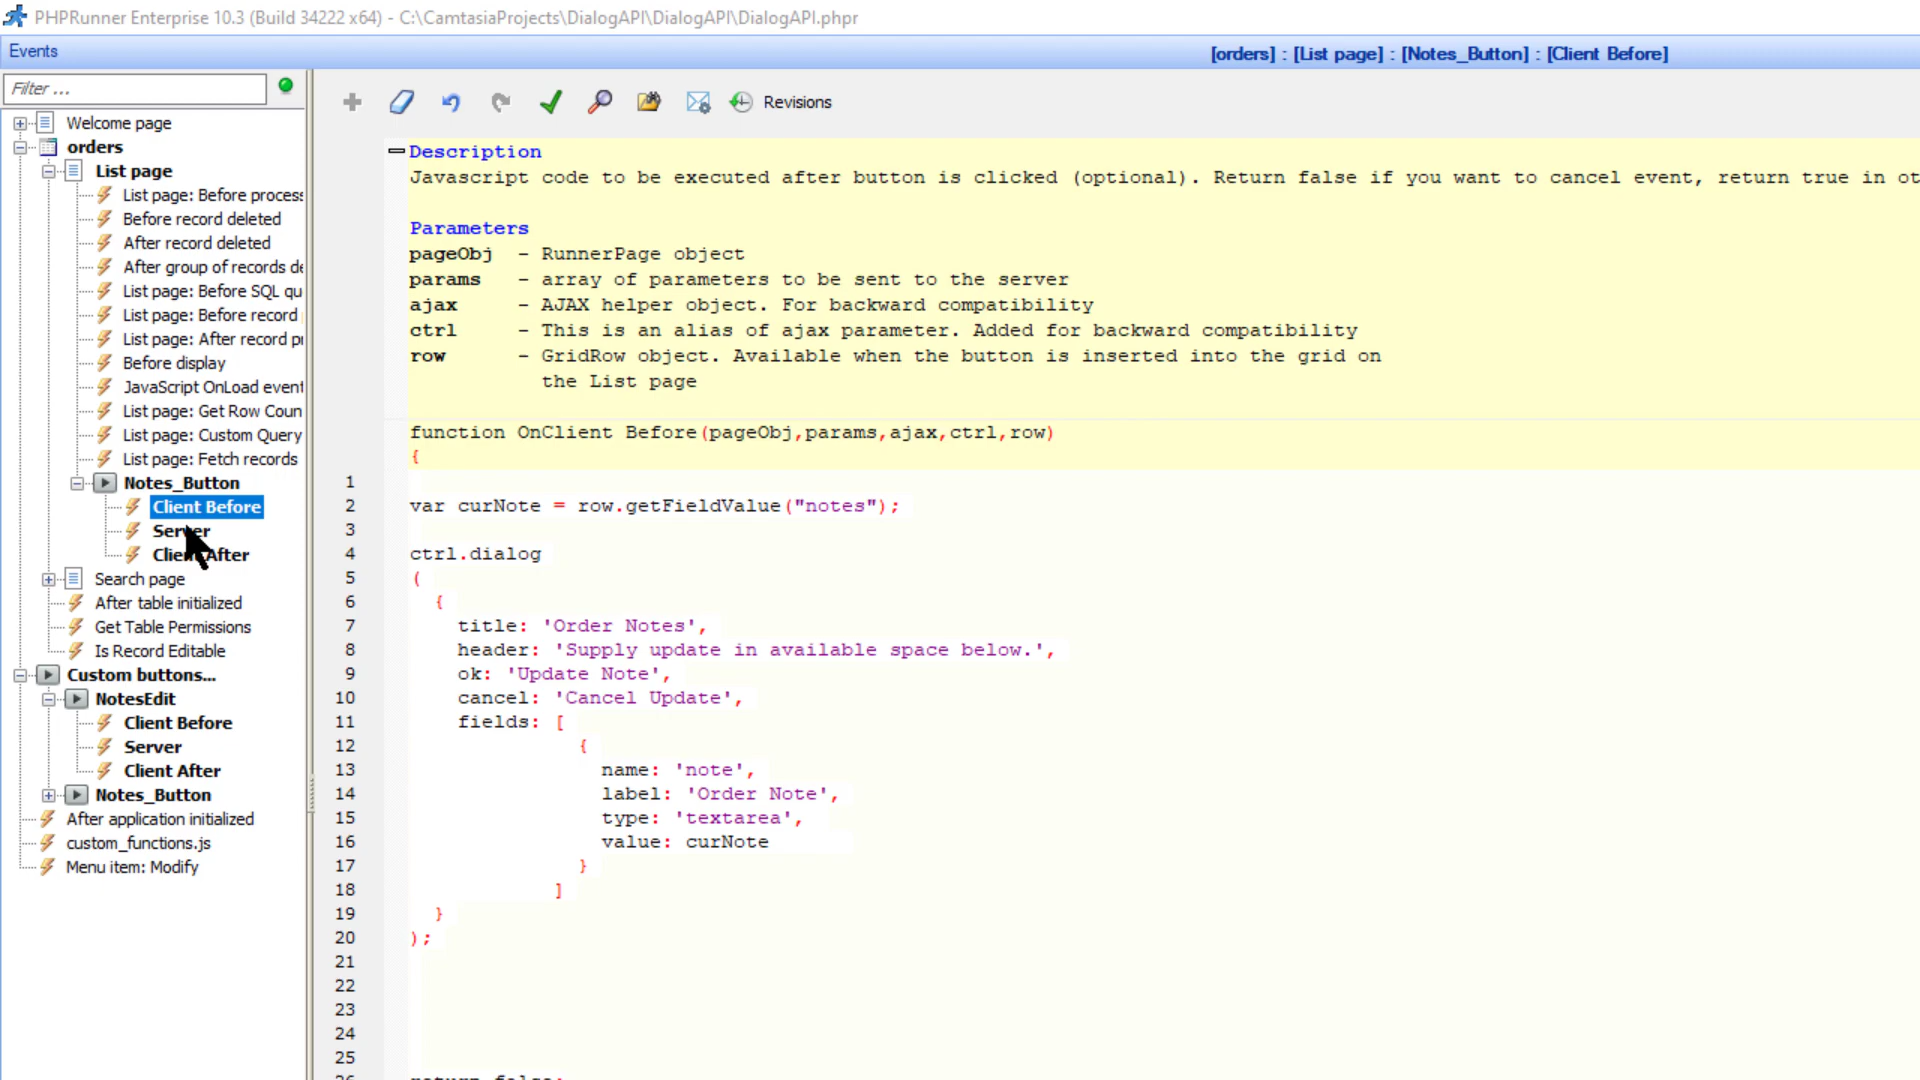 PHPRunner Enterprise 10.3 (Build 34222 x64) - C:\CamtasiaProjects\DialogAPI\DialogAPI\DialogAPI.phpr
Events
[orders] : [List page] : [Notes_Button] : [Client Before]
Filter ...
Revisions
Welcome page
orders
List page
List page: Before process
Before record deleted
After record deleted
After group of records de
List page: Before SQL qu
List page: Before record
List page: After record pr
Before display
JavaScript OnLoad event
List page: Get Row Coun
List page: Custom Query
List page: Fetch records
Notes_Button
Client Before
Server
Client After
Search page
After table initialized
Get Table Permissions
Is Record Editable
Custom buttons...
NotesEdit
Client Before
Server
Client After
Notes_Button
After application initialized
custom_functions.js
Menu item: Modify
Description
Javascript code to be executed after button is clicked (optional). Return false if you want to cancel event, return true in ot
Parameters
pageObj - RunnerPage object
params - array of parameters to be sent to the server
ajax - AJAX helper object. For backward compatibility
ctrl - This is an alias of ajax parameter. Added for backward compatibility
row - GridRow object. Available when the button is inserted into the grid on
the List page
function OnClient Before(pageObj,params,ajax,ctrl,row)
{
1
2 var curNote = row.getFieldValue("notes");
3
4 ctrl.dialog
5 (
6 {
7 title: 'Order Notes',
8 header: 'Supply update in available space below.',
9 ok: 'Update Note',
10 cancel: 'Cancel Update',
11 fields: [
12 {
13 name: 'note',
14 label: 'Order Note',
15 type: 'textarea',
16 value: curNote
17 }
18 ]
19 }
20 );
21
22
23
24
25
26 return false;